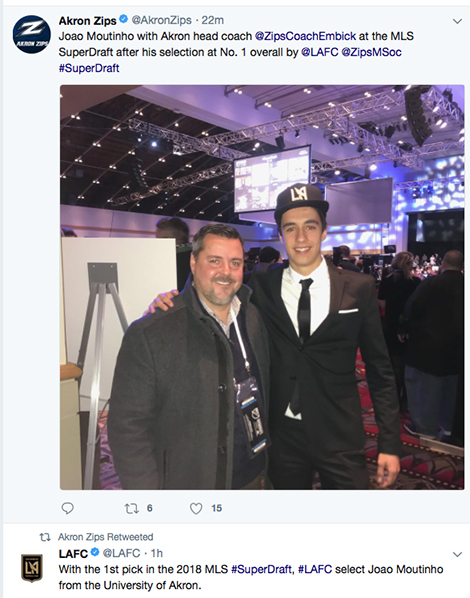 Akron Zips @AkronZips · 22m
Joao Moutinho with Akron head coach @ZipsCoachEmbick at the MLS
SuperDraft after his selection at No. 1 overall by @LAFC @ZipsMSoc
#SuperDraft
AKRON ZIPS
LA
6
15
Akron Zips Retweeted
LAFC @LAFC · 1h
With the 1st pick in the 2018 MLS #SuperDraft, #LAFC select Joao Moutinho
from the University of Akron.
LA